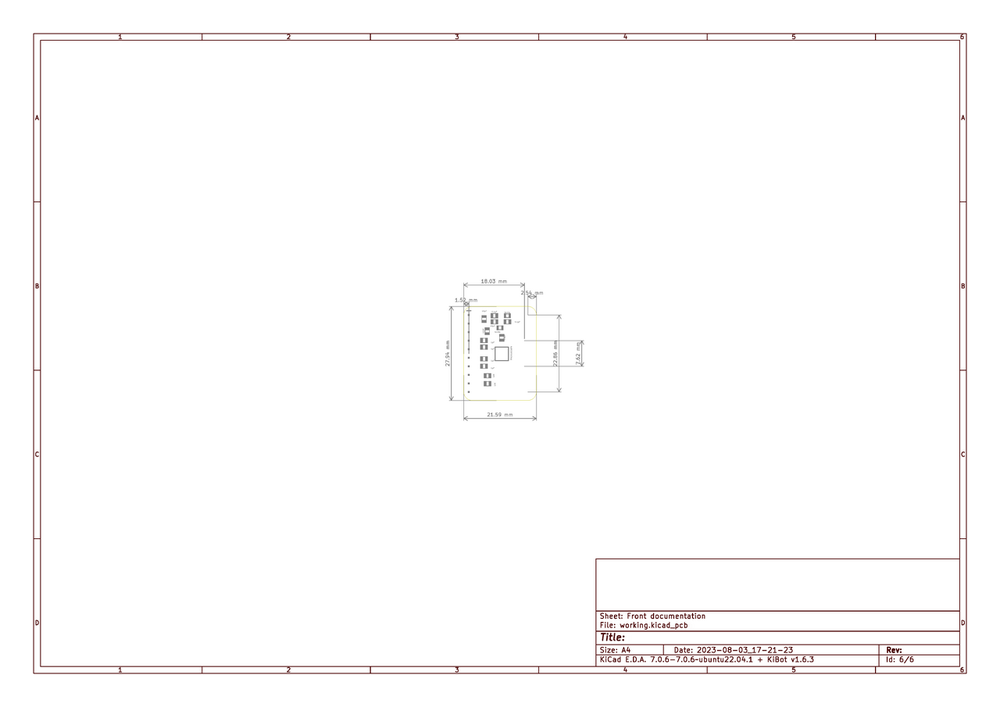 1 2 3 4 5 6
A A
18.03 mm
B B
2.54 mm
1.52 mm
27.94 mm
22.86 mm
7.62 mm
21.59 mm
C C
Sheet: Front documentation
File: working.kicad_pcb
D D
Title:
Size: A4 Date: 2023-08-03_17-21-23 Rev:
KiCad E.D.A. 7.0.6-7.0.6~ubuntu22.04.1 + KiBot v1.6.3 Id: 6/6
1 2 3 4 5 6